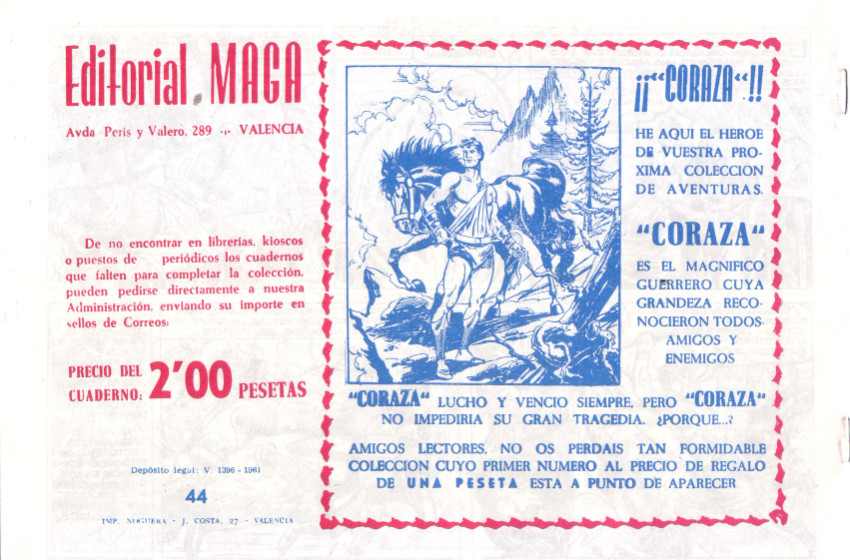 Editorial MAGA
Avda Peris y Valero, 289 -:- VALENCIA
De no encontrar en librerías, kioscos
o puestos de periódicos los cuadernos
que falten para completar la colección,
pueden pedirse directamente a nuestra
Administración, enviando su importe en
sellos de Correos:
PRECIO DEL
CUADERNO: 2'00 PESETAS
Depósito legal: V. 1396 - 1961
44
IMP. NOGUERA - J. COSTA, 27 - VALENCIA
¡¡"CORAZA"!!
HE AQUI EL HEROE
DE VUESTRA PRO-
XIMA COLECCION
DE AVENTURAS.
"CORAZA"
ES EL MAGNIFICO
GUERRERO CUYA
GRANDEZA RECO-
NOCIERON TODOS.
AMIGOS Y
ENEMIGOS
"CORAZA" LUCHO Y VENCIO SIEMPRE, PERO "CORAZA"
NO IMPEDIRIA SU GRAN TRAGEDIA. ¿PORQUE...?
AMIGOS LECTORES, NO OS PERDAIS TAN FORMIDABLE
COLECCION CUYO PRIMER NUMERO AL PRECIO DE REGALO
DE UNA PESETA ESTA A PUNTO DE APARECER